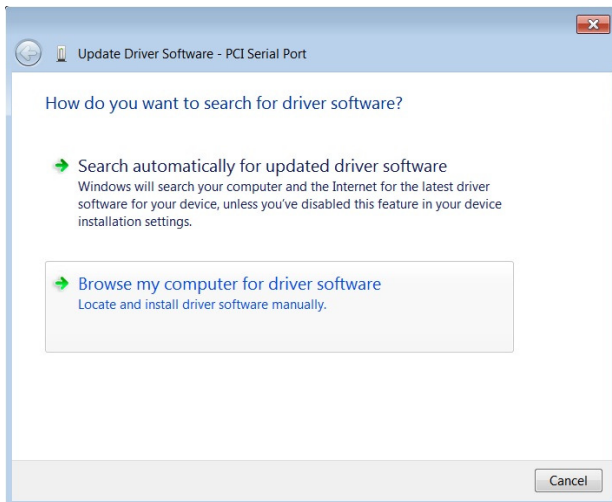 Update Driver Software - PCI Serial Port
How do you want to search for driver software?
Search automatically for updated driver software
Windows will search your computer and the Internet for the latest driver
software for your device, unless you've disabled this feature in your device
installation settings.
Browse my computer for driver software
Locate and install driver software manually.
Cancel